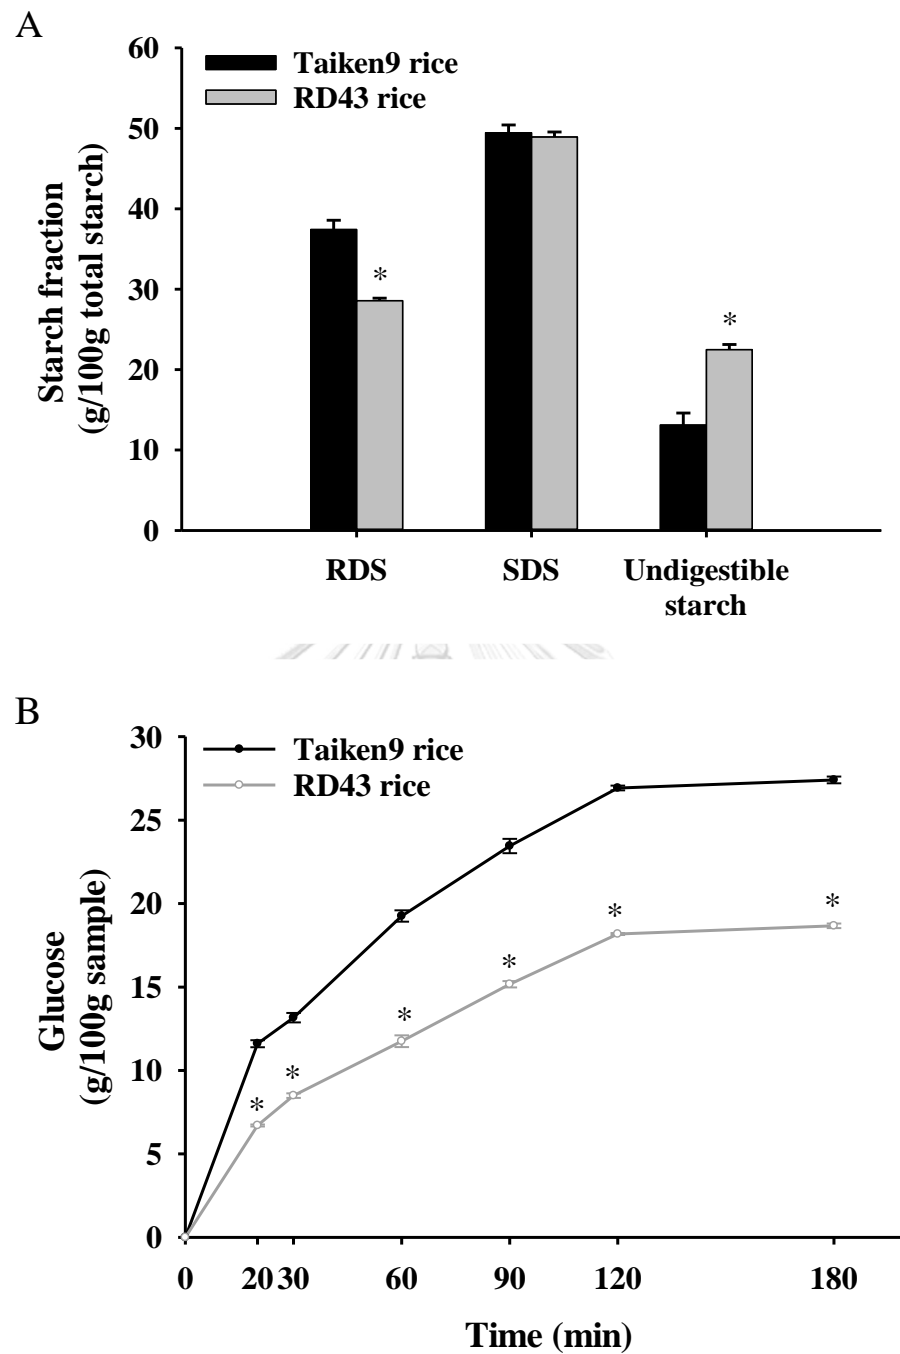 A
60
50
40
30
20
10
0
Starch fraction
(g/100g total starch)
Taiken9 rice
RD43 rice
*
*
RDS
SDS
Undigestible
starch
B
30
25
20
15
10
5
0
Glucose
(g/100g sample)
Taiken9 rice
RD43 rice
*
*
*
*
*
*
0 20 30 60 90 120 180
Time (min)